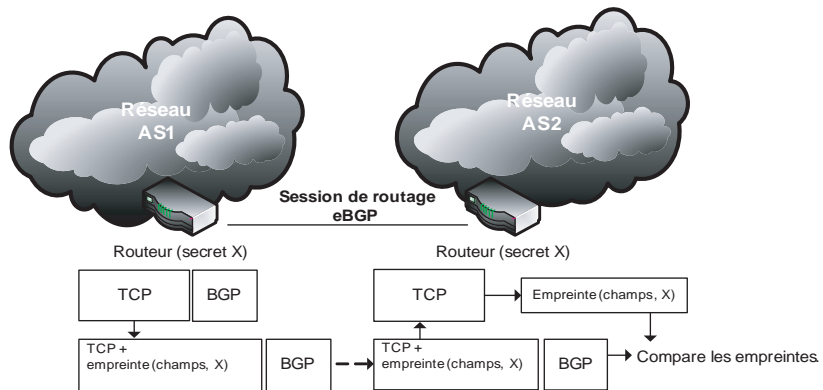 Réseau
AS1
Réseau
AS2
Session de routage
eBGP
Routeur (secret X)
Routeur (secret X)
TCP
BGP
TCP
Empreinte (champs, X)
TCP +
empreinte (champs, X)
BGP
TCP +
empreinte (champs, X)
BGP
Compare les empreintes.